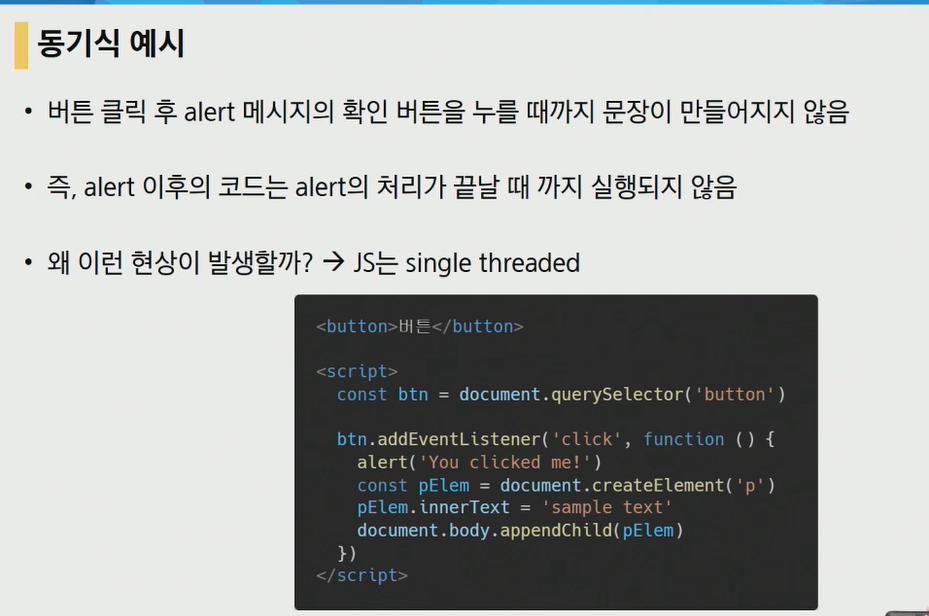 동기식 예시
• 버튼 클릭 후 alert 메시지의 확인 버튼을 누를 때까지 문장이 만들어지지 않음
• 즉, alert 이후의 코드는 alert의 처리가 끝날 때 까지 실행되지 않음
• 왜 이런 현상이 발생할까? → JS는 single threaded
<button>버튼</button>
<script>
const btn = document.querySelector('button')
btn.addEventListener('click', function () {
alert('You clicked me!')
const pElem = document.createElement('p')
pElem.innerText = 'sample text'
document.body.appendChild(pElem)
})
</script>